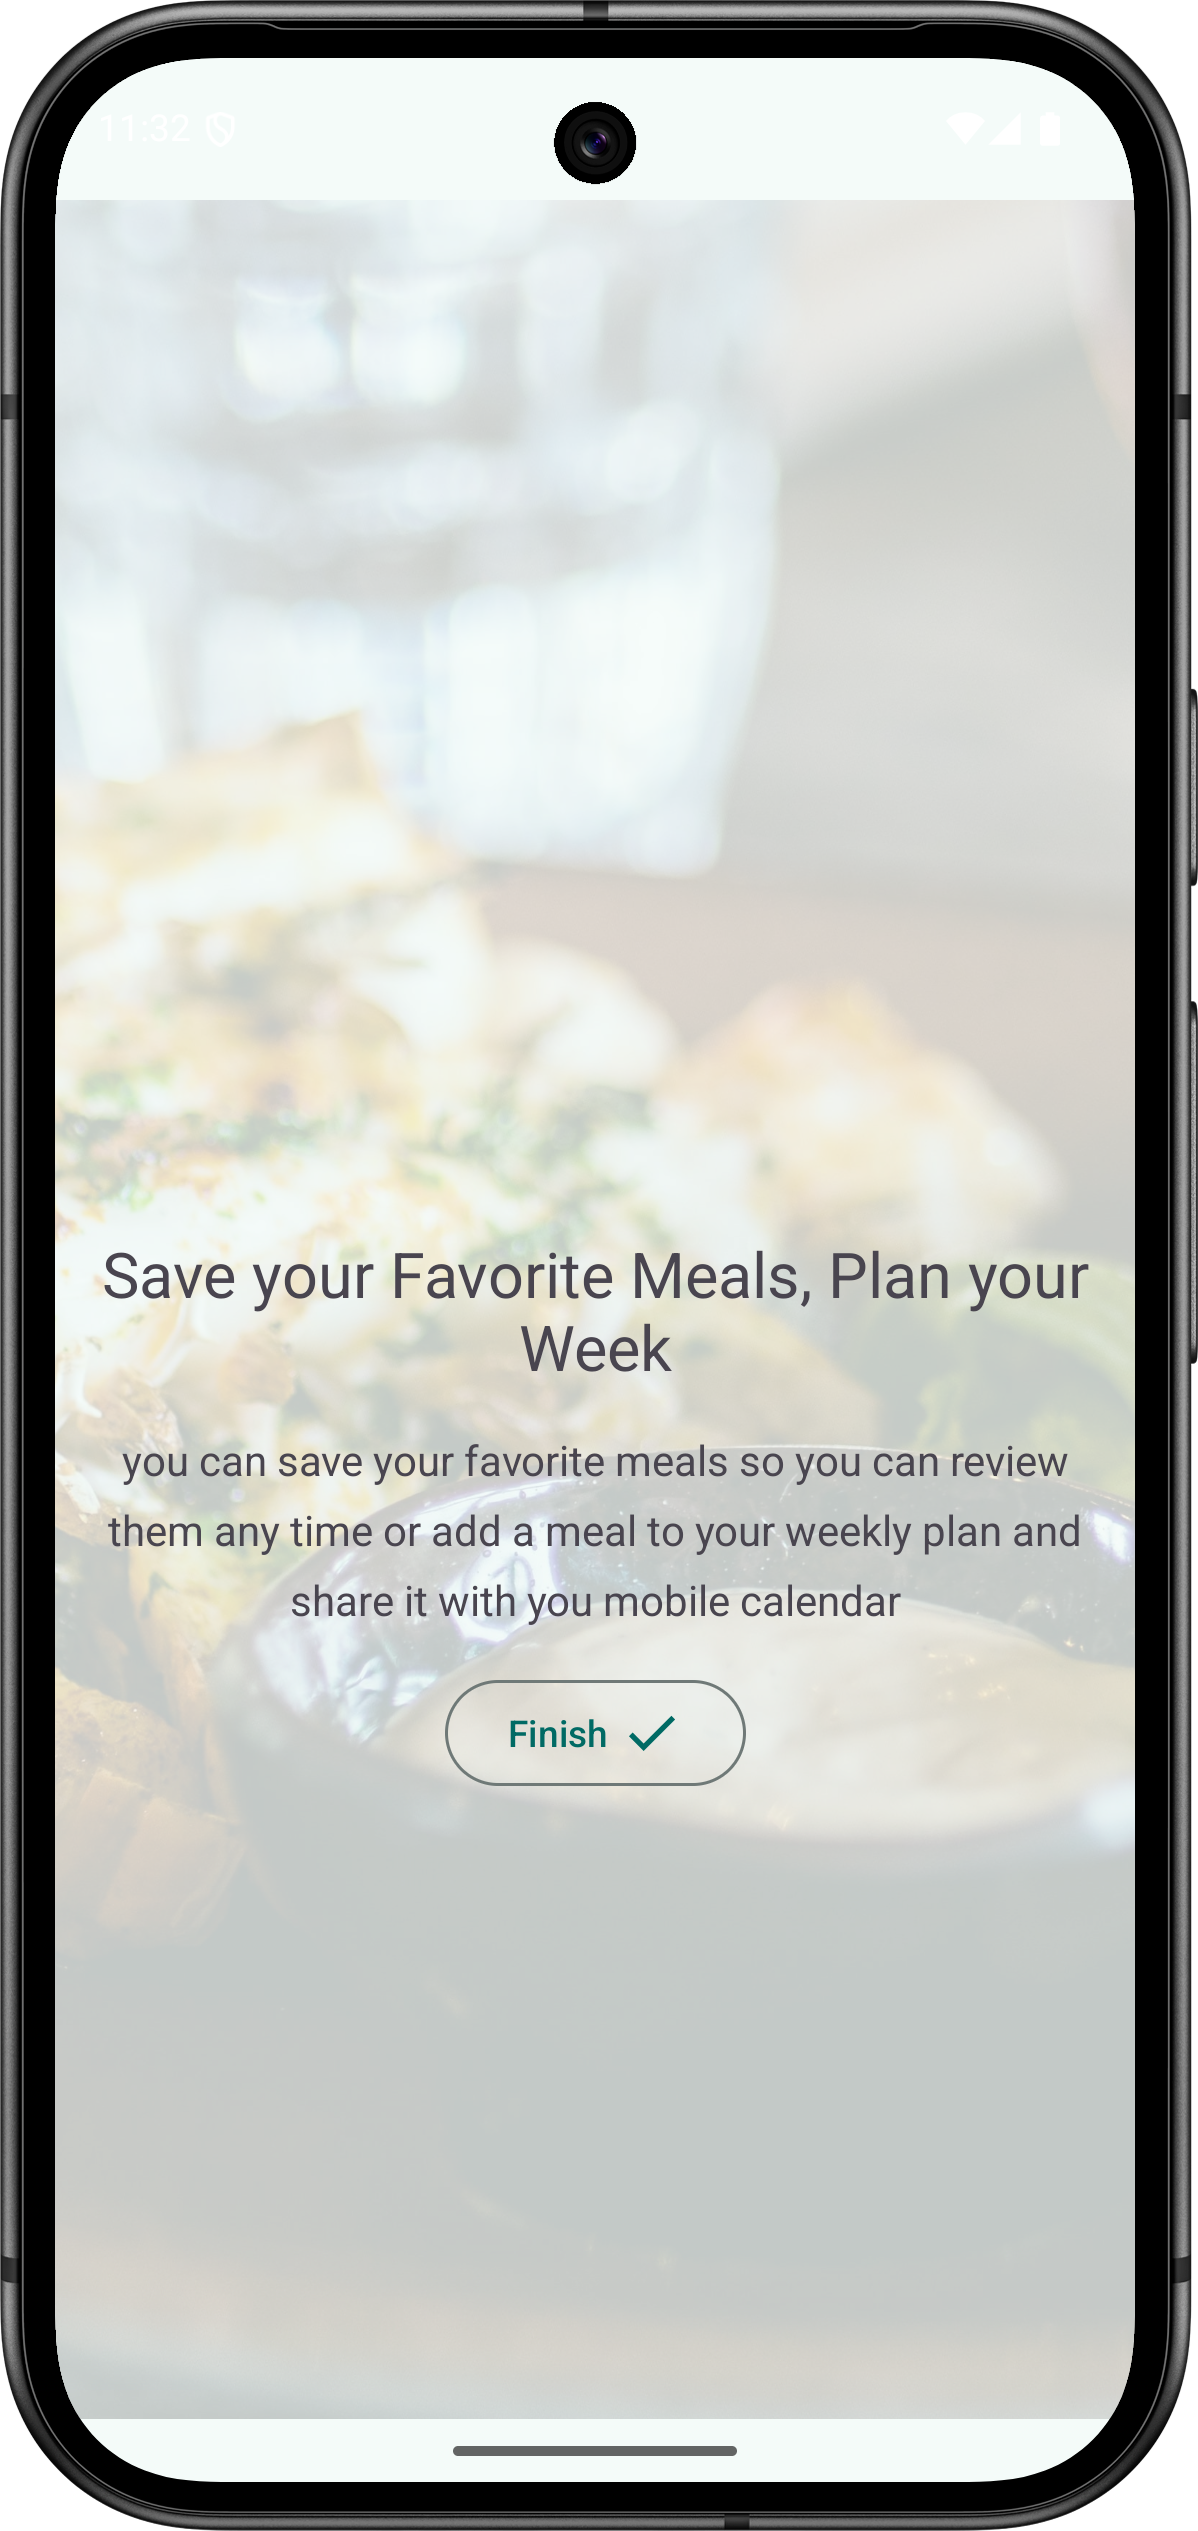 11:32
Save your Favorite Meals, Plan your
Week
you can save your favorite meals so you can review
them any time or add a meal to your weekly plan and
share it with you mobile calendar
Finish